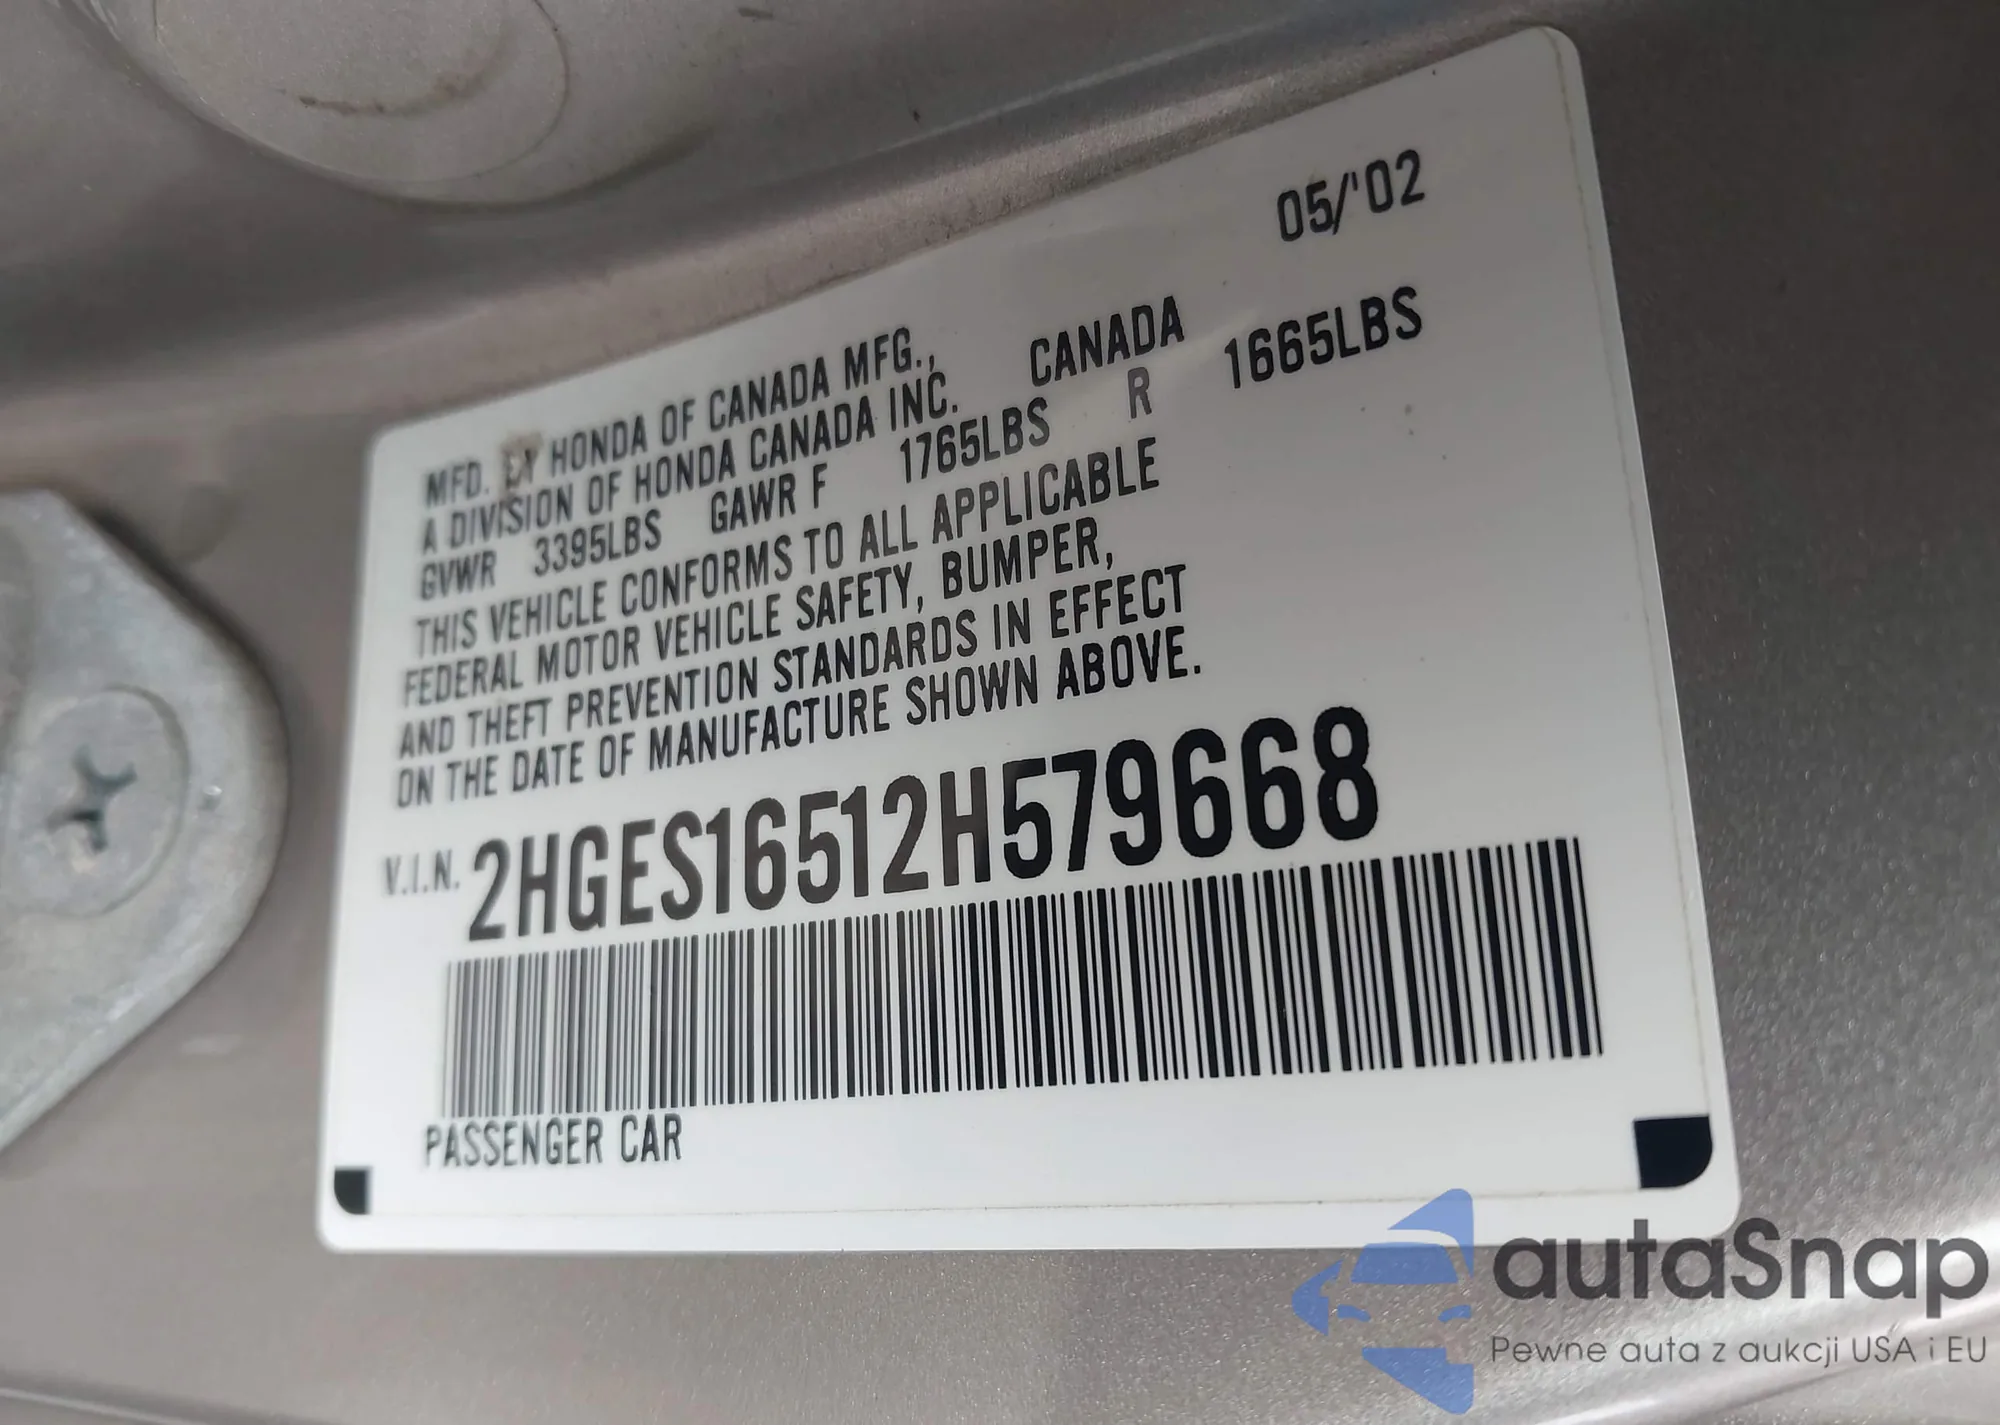 05/'02
MFD. BY HONDA OF CANADA MFG.,
A DIVISION OF HONDA CANADA INC. CANADA
GVWR 3395LBS GAWR F 1765LBS R 1665LBS
THIS VEHICLE CONFORMS TO ALL APPLICABLE
FEDERAL MOTOR VEHICLE SAFETY, BUMPER,
AND THEFT PREVENTION STANDARDS IN EFFECT
ON THE DATE OF MANUFACTURE SHOWN ABOVE.
V.I.N. 2HGES16512H579668
PASSENGER CAR
autaSnap
Pewne auta z aukcji USA i EU